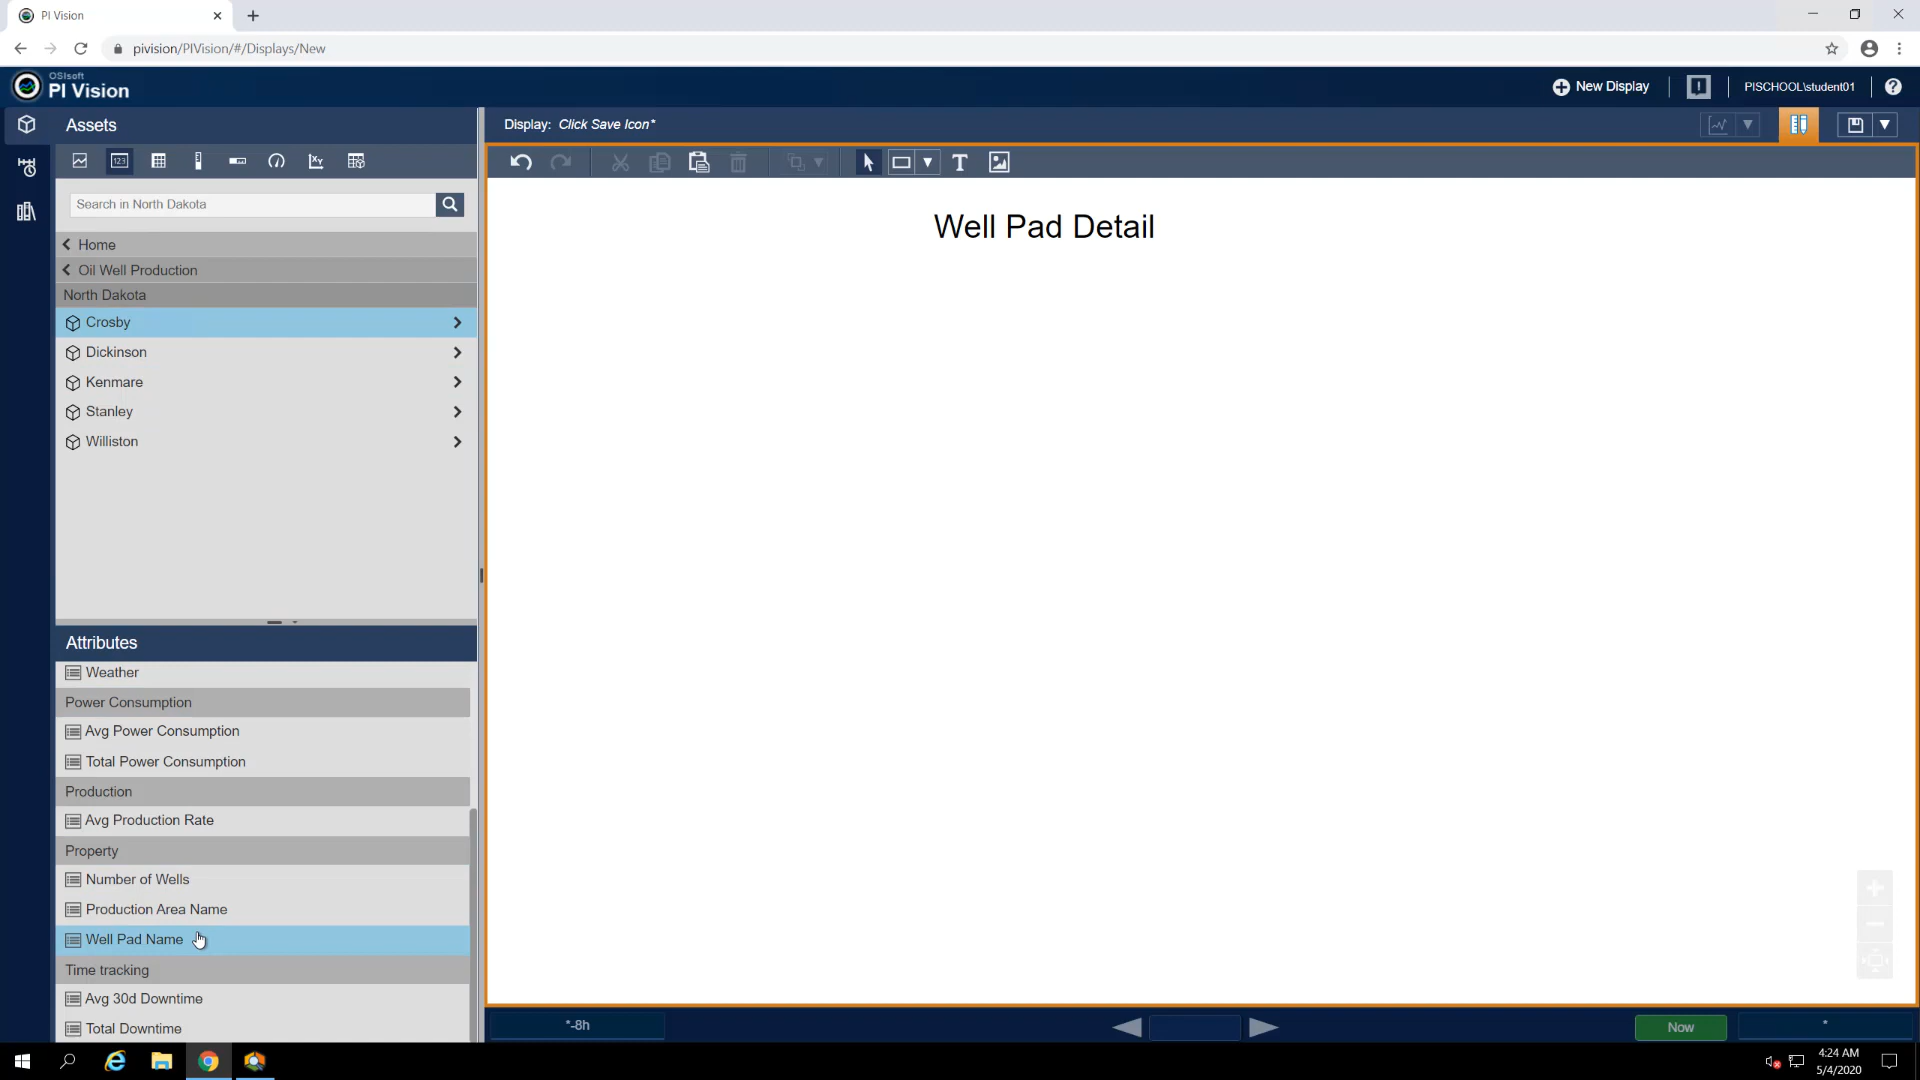 PI Vision
pivision/PIVision/#/Displays/New
OSIsoft
PI Vision
New Display
PISCHOOL\student01
Assets
Display: Click Save Icon*
123
Search in North Dakota
Home
Oil Well Production
North Dakota
Crosby
Dickinson
Kenmare
Stanley
Williston
Well Pad Detail
Attributes
Weather
Power Consumption
Avg Power Consumption
Total Power Consumption
Production
Avg Production Rate
Property
Number of Wells
Production Area Name
Well Pad Name
Time tracking
Avg 30d Downtime
Total Downtime
*-8h
Now
*
4:24 AM
5/4/2020